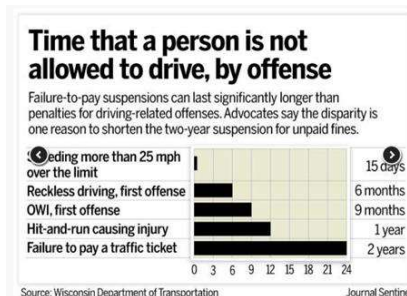 Time that a person is not
allowed to drive, by offense
Failure-to-pay suspensions can last significantly longer than
penalties for driving-related offenses. Advocates say the disparity is
one reason to shorten the two-year suspension for unpaid fines.
eding more than 25 mph
over the limit
15 days
Reckless driving, first offense
6 months
OWI, first offense
9 months
Hit-and-run causing injury
1 year
Failure to pay a traffic ticket
2 years
0 3 6 9 12 15 18 21 24
Source: Wisconsin Department of Transportation
Journal Sentine